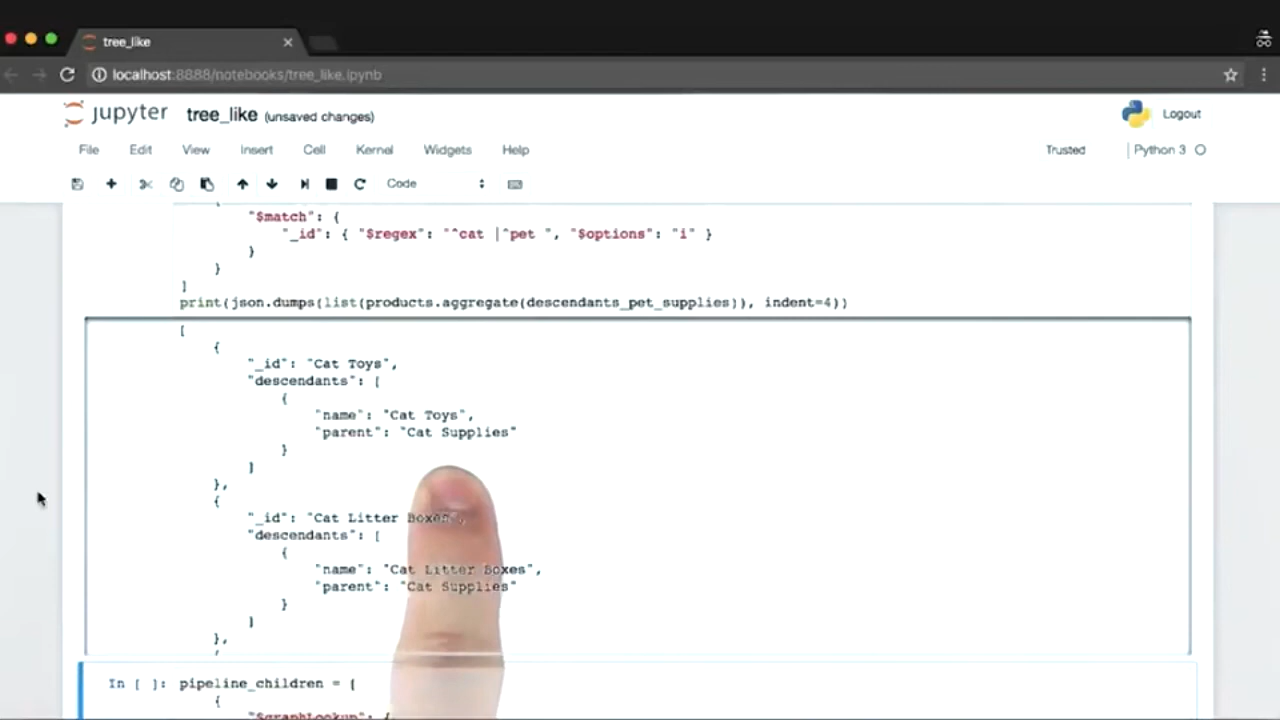 tree_like
localhost:8888/notebooks/tree_like.ipynb
jupyter tree_like (unsaved changes)
Logout
File Edit View Insert Cell Kernel Widgets Help
Trusted
Python 3
Code
"$match": {
"_id": { "$regex": "^cat |^pet ", "$options": "i" }
}
}
]
print(json.dumps(list(products.aggregate(descendants_pet_supplies)), indent=4))
[
{
"_id": "Cat Toys",
"descendants": [
{
"name": "Cat Toys",
"parent": "Cat Supplies"
}
]
},
{
"_id": "Cat Litter Boxes",
"descendants": [
{
"name": "Cat Litter Boxes",
"parent": "Cat Supplies"
}
]
},
In [ ]: pipeline_children = [
{
"$graphLookup": {